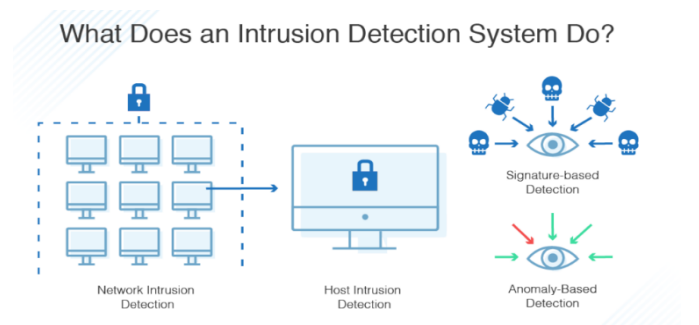 What Does an Intrusion Detection System Do?
Network Intrusion
Detection
Host Intrusion
Detection
Signature-based
Detection
Anomaly-Based
Detection